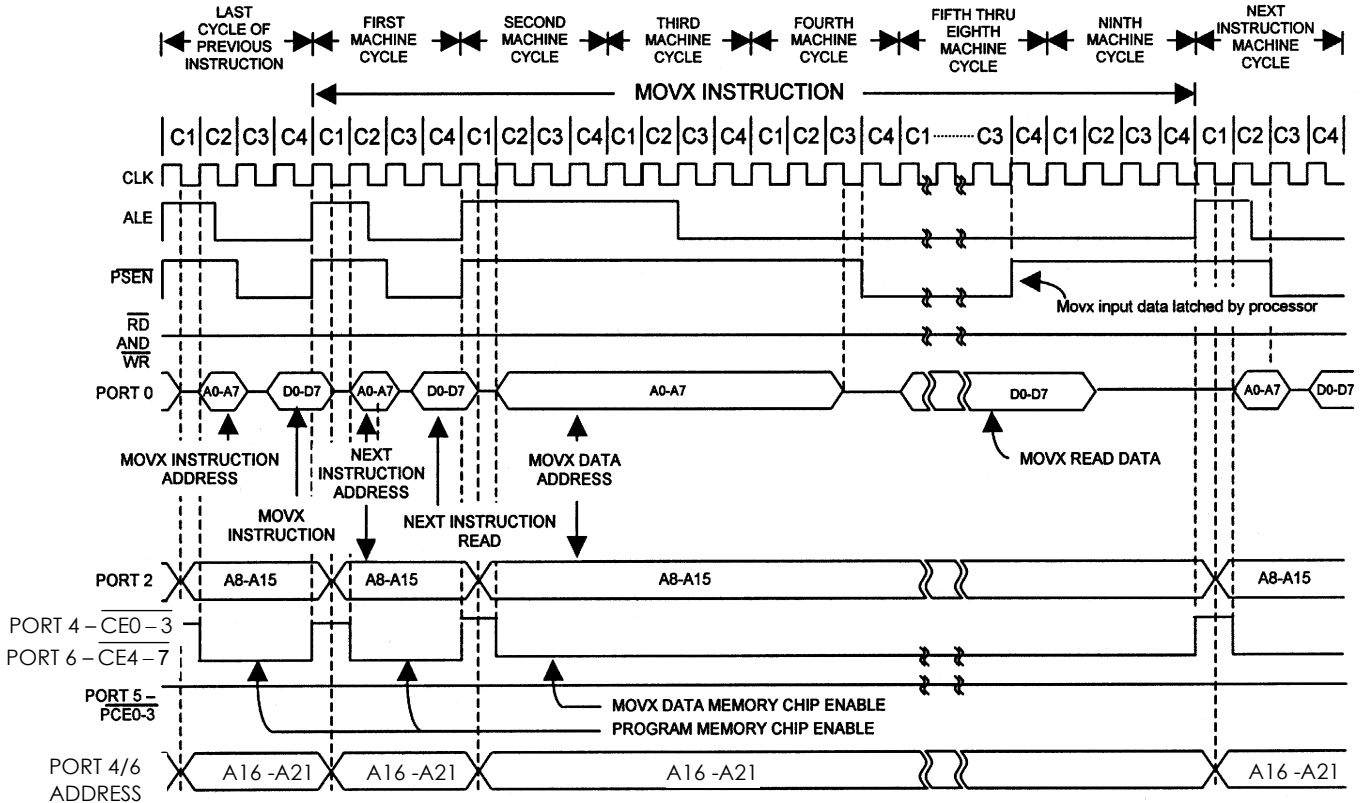 LAST
CYCLE OF
PREVIOUS
INSTRUCTION
FIRST
MACHINE
CYCLE
SECOND
MACHINE
CYCLE
THIRD
MACHINE
CYCLE
FOURTH
MACHINE
CYCLE
FIFTH THRU
EIGHTH
MACHINE
CYCLE
NINTH
MACHINE
CYCLE
NEXT
INSTRUCTION
MACHINE
CYCLE
MOVX INSTRUCTION
C1 C2 C3 C4 C1 C2 C3 C4 C1 C2 C3 C4 C1 C2 C3 C4 C1 C2 C3 C4 C1 ......... C3 C4 C1 C2 C3 C4 C1 C2 C3 C4
CLK
ALE
PSEN
Movx input data latched by processor
RD
AND
WR
PORT 0 A0-A7 D0-D7 A0-A7 D0-D7 A0-A7 D0-D7 A0-A7 D0-D7
MOVX INSTRUCTION
ADDRESS
NEXT
INSTRUCTION
ADDRESS
MOVX DATA
ADDRESS
MOVX READ DATA
MOVX
INSTRUCTION
NEXT INSTRUCTION
READ
PORT 2 A8-A15 A8-A15 A8-A15 A8-A15
PORT 4 – CE0 – 3
PORT 6 – CE4 – 7
PORT 5 –
PCE0-3
MOVX DATA MEMORY CHIP ENABLE
PROGRAM MEMORY CHIP ENABLE
PORT 4/6
ADDRESS
A16 -A21 A16 -A21 A16 -A21 A16 -A21